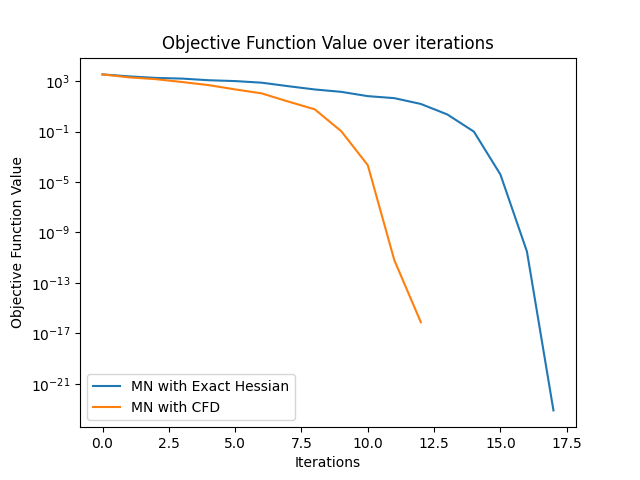 Objective Function Value over iterations
Objective Function Value
10³
10⁻¹
10⁻⁵
10⁻⁹
10⁻¹³
10⁻¹⁷
10⁻²¹
MN with Exact Hessian
MN with CFD
0.0 2.5 5.0 7.5 10.0 12.5 15.0 17.5
Iterations